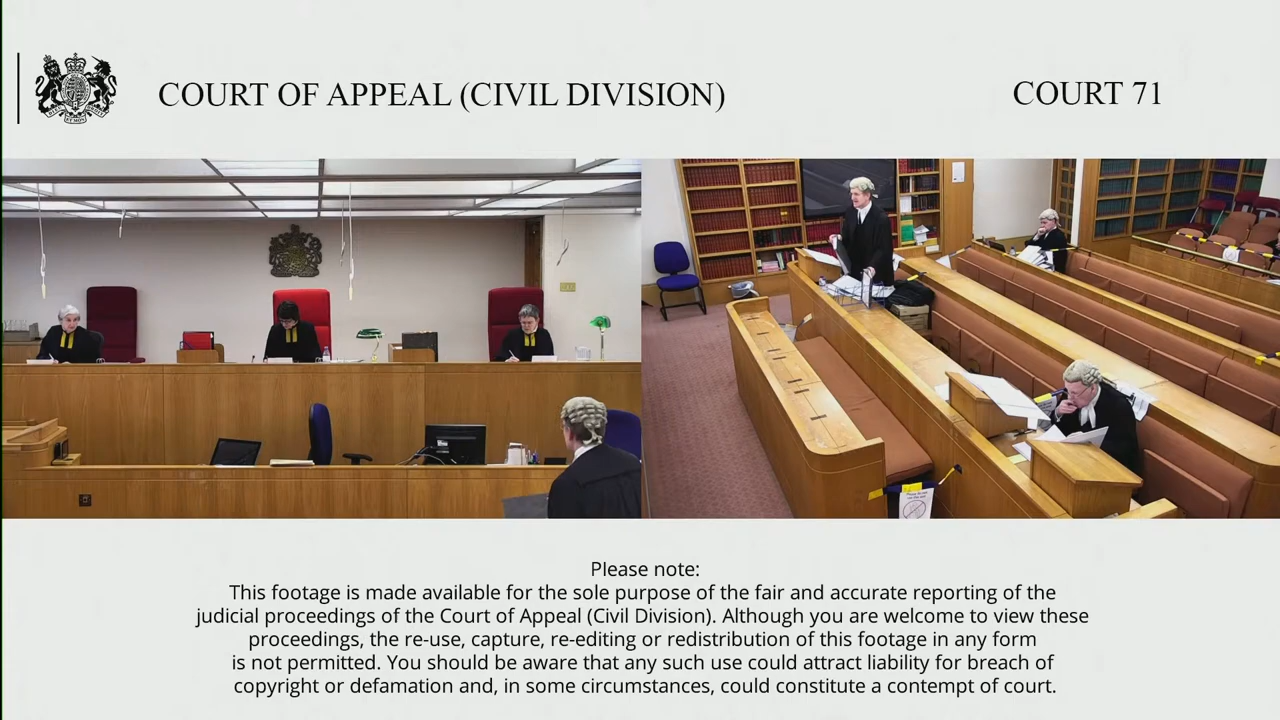 COURT OF APPEAL (CIVIL DIVISION)
COURT 71
Please note:
This footage is made available for the sole purpose of the fair and accurate reporting of the
judicial proceedings of the Court of Appeal (Civil Division). Although you are welcome to view these
proceedings, the re-use, capture, re-editing or redistribution of this footage in any form
is not permitted. You should be aware that any such use could attract liability for breach of
copyright or defamation and, in some circumstances, could constitute a contempt of court.